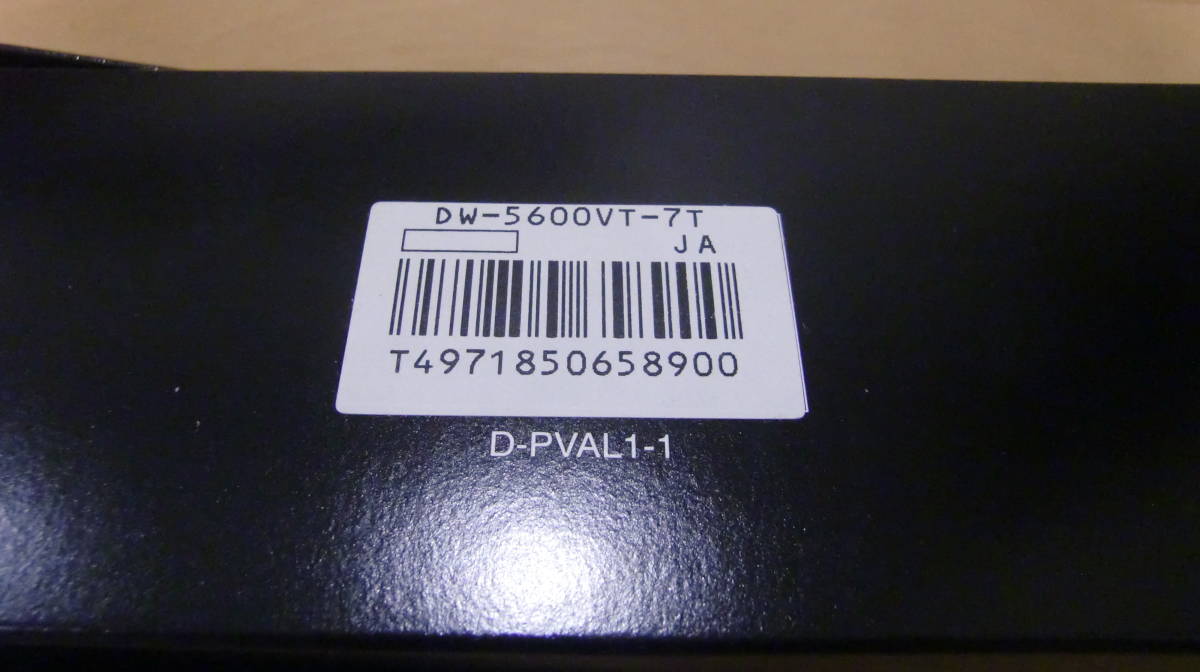 DW-5600VT-7T
JA
T4971850658900
D-PVAL1-1